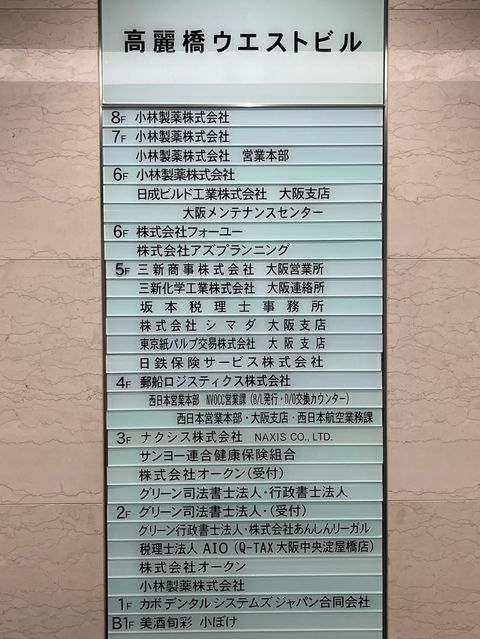 高麗橋ウエストビル
8F 小林製薬株式会社
7F 小林製薬株式会社
小林製薬株式会社 営業本部
6F 小林製薬株式会社
日成ビルド工業株式会社 大阪支店
大阪メンテナンスセンター
6F 株式会社フォーユー
株式会社アズプランニング
5F 三新商事株式会社 大阪営業所
三新化学工業株式会社 大阪連絡所
坂本税理士事務所
株式会社シマダ 大阪支店
東京紙パルプ交易株式会社 大阪支店
日鉄保険サービス株式会社
4F 郵船ロジスティクス株式会社
西日本営業本部 NVOCC営業課(B/L発行・D/O交換カウンター)
西日本営業本部・大阪支店・西日本航空業務課
3F ナクシス株式会社 NAXIS CO., LTD.
サンヨー連合健康保険組合
株式会社オークン(受付)
グリーン司法書士法人・行政書士法人
2F グリーン司法書士法人・(受付)
グリーン行政書士法人・株式会社あんしんリーガル
税理士法人AIO(Q-TAX大阪中央淀屋橋店)
株式会社オークン
小林製薬株式会社
1F カボデンタルシステムズジャパン合同会社
B1F 美酒旬彩 小ぼけ